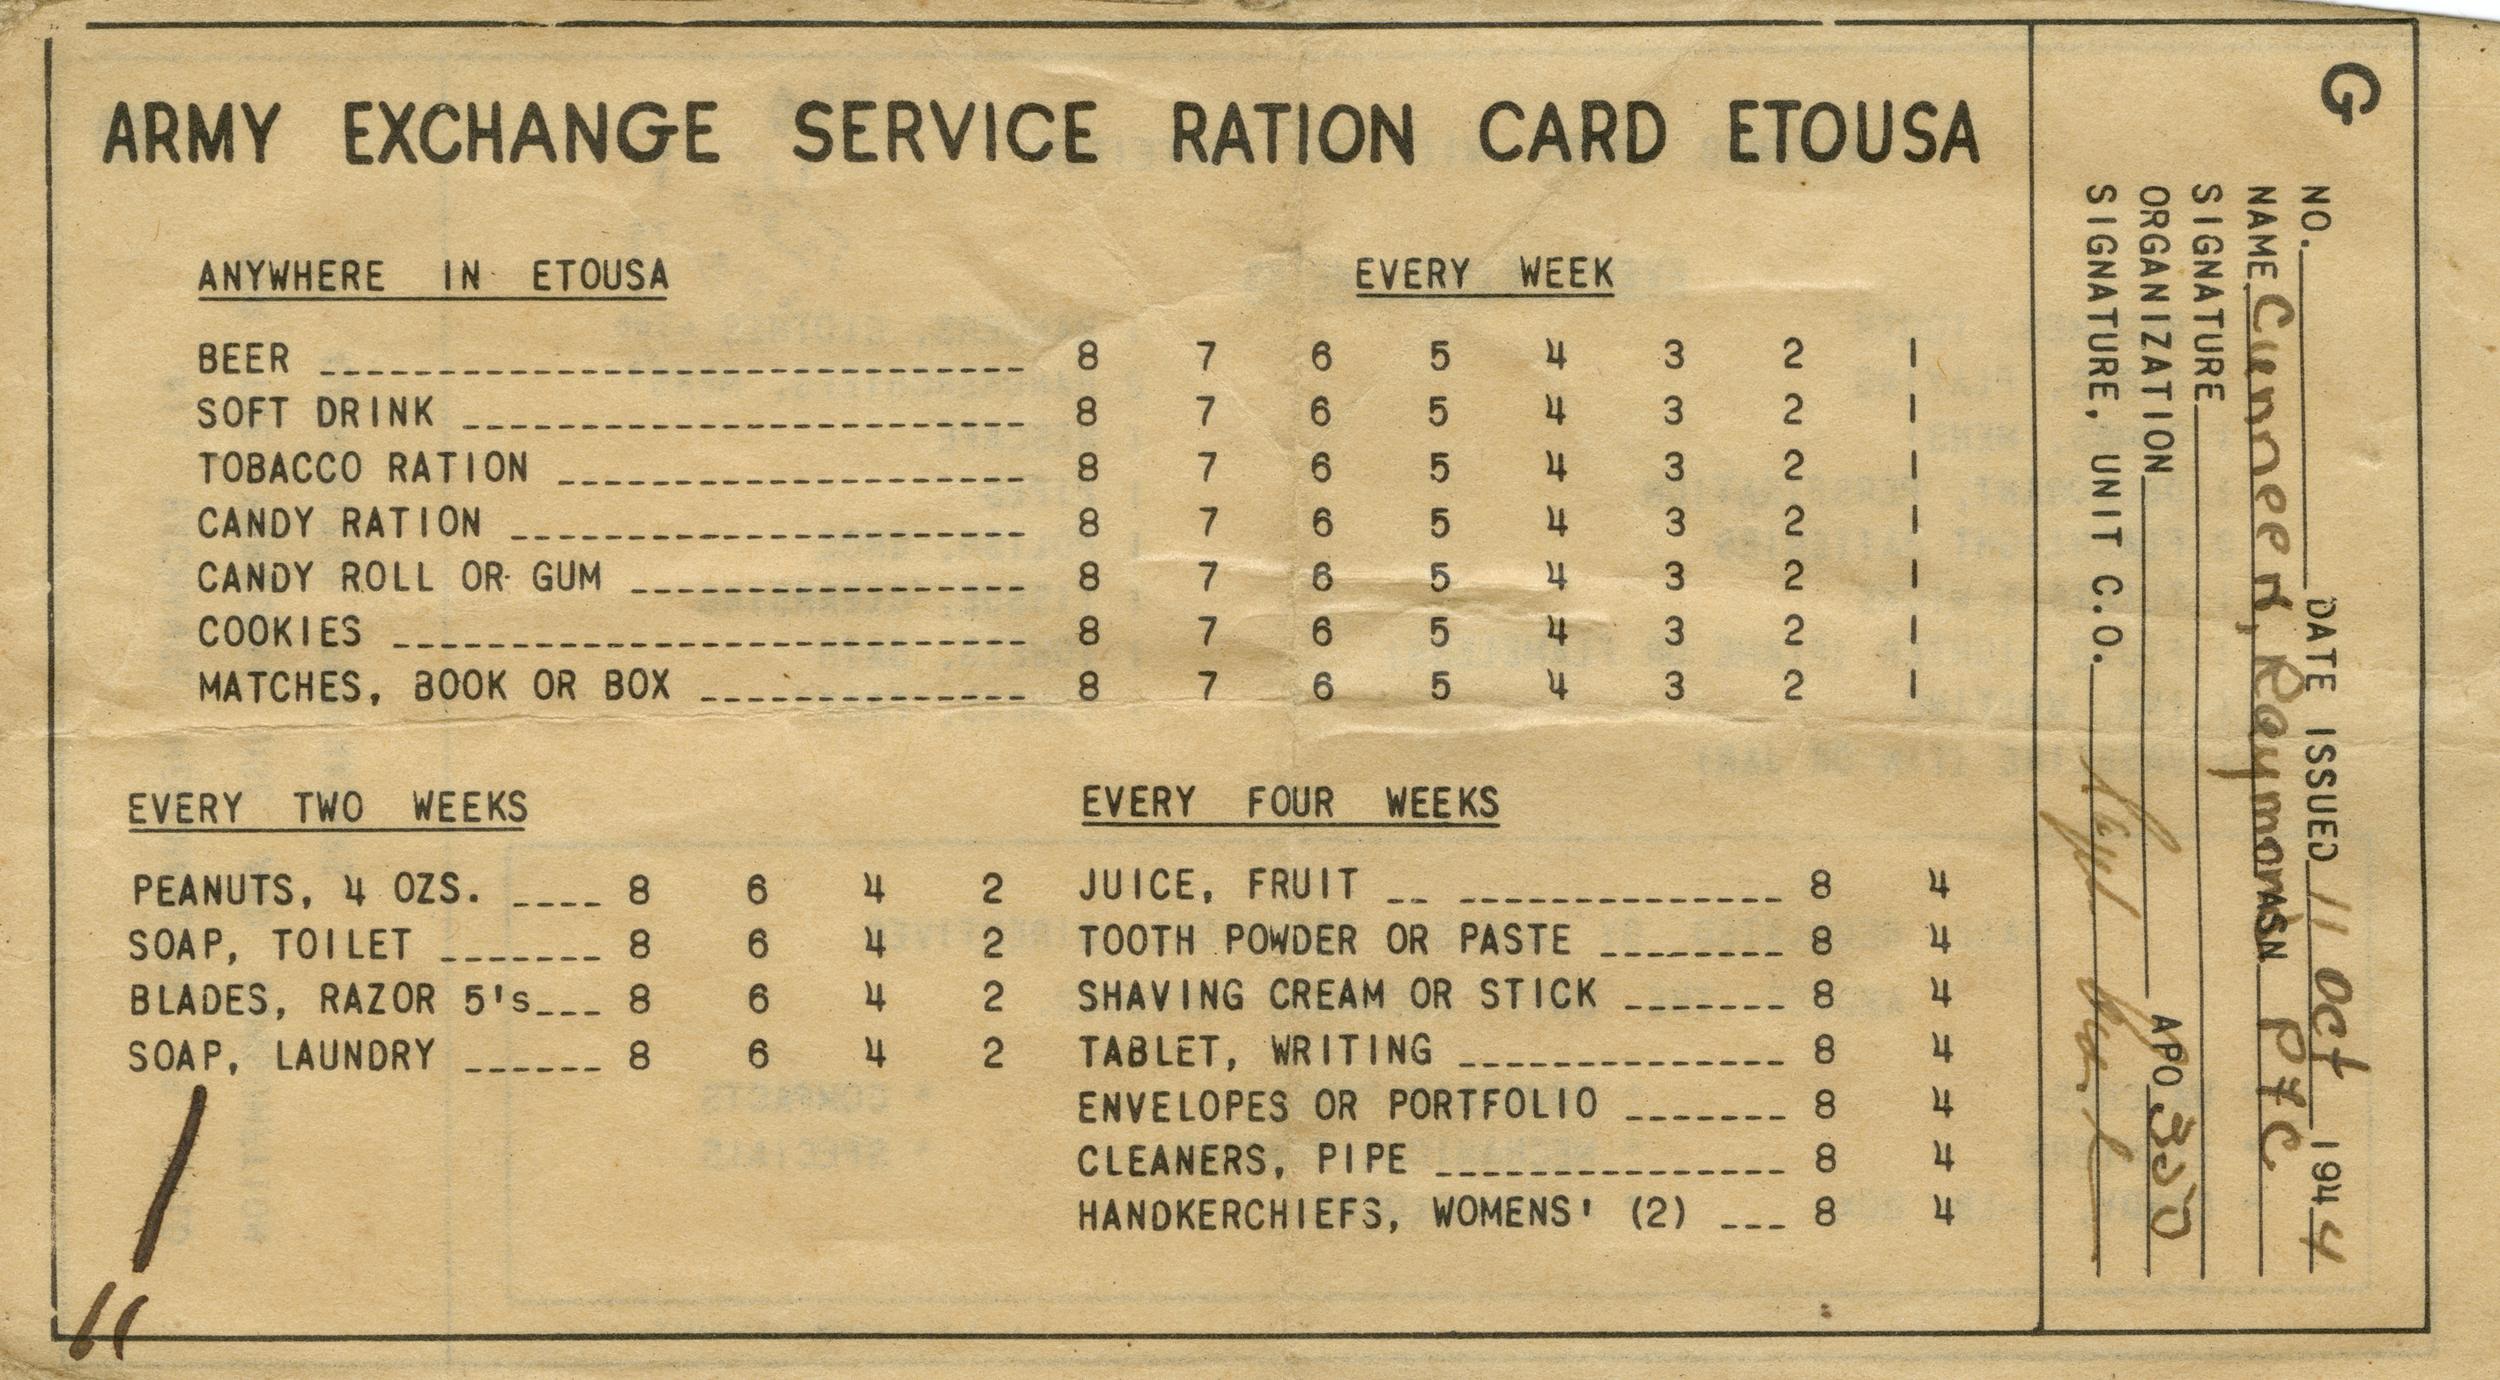 ARMY EXCHANGE SERVICE RATION CARD ETOUSA
ANYWHERE IN ETOUSA EVERY WEEK
BEER 8 7 6 5 4 3 2 1
SOFT DRINK 8 7 6 5 4 3 2 1
TOBACCO RATION 8 7 6 5 4 3 2 1
CANDY RATION 8 7 6 5 4 3 2 1
CANDY ROLL OR GUM 8 7 6 5 4 3 2 1
COOKIES 8 7 6 5 4 3 2 1
MATCHES, BOOK OR BOX 8 7 6 5 4 3 2 1
EVERY TWO WEEKS
PEANUTS, 4 OZS. 8 6 4 2
SOAP, TOILET 8 6 4 2
BLADES, RAZOR 5's 8 6 4 2
SOAP, LAUNDRY 8 6 4 2
EVERY FOUR WEEKS
JUICE, FRUIT 8 4
TOOTH POWDER OR PASTE 8 4
SHAVING CREAM OR STICK 8 4
TABLET, WRITING 8 4
ENVELOPES OR PORTFOLIO 8 4
CLEANERS, PIPE 8 4
HANDKERCHIEFS, WOMENS' (2) 8 4
G
NO. DATE ISSUED 11 Oct 1944
NAME Cunneen, Raymond ASN Pfc
SIGNATURE
ORGANIZATION APO 350
SIGNATURE, UNIT C.O.